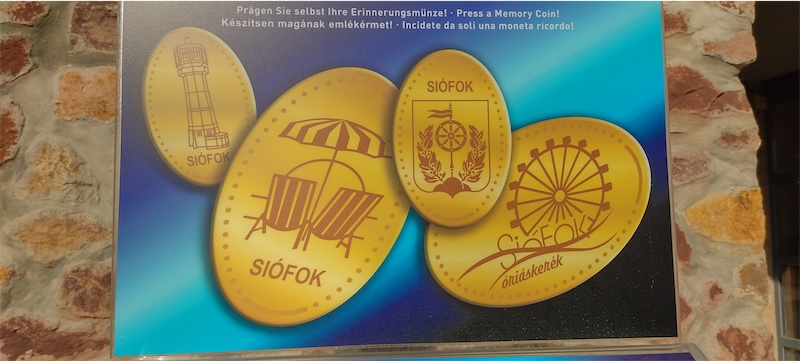 Prägen Sie selbst Ihre Erinnerungsmünze! · Press a Memory Coin!
Készítsen magának emlékérmet! · Incidete da soli una moneta ricordo!
SIÓFOK
SIÓFOK
SIÓFOK
SIÓFOK
óriáskerék